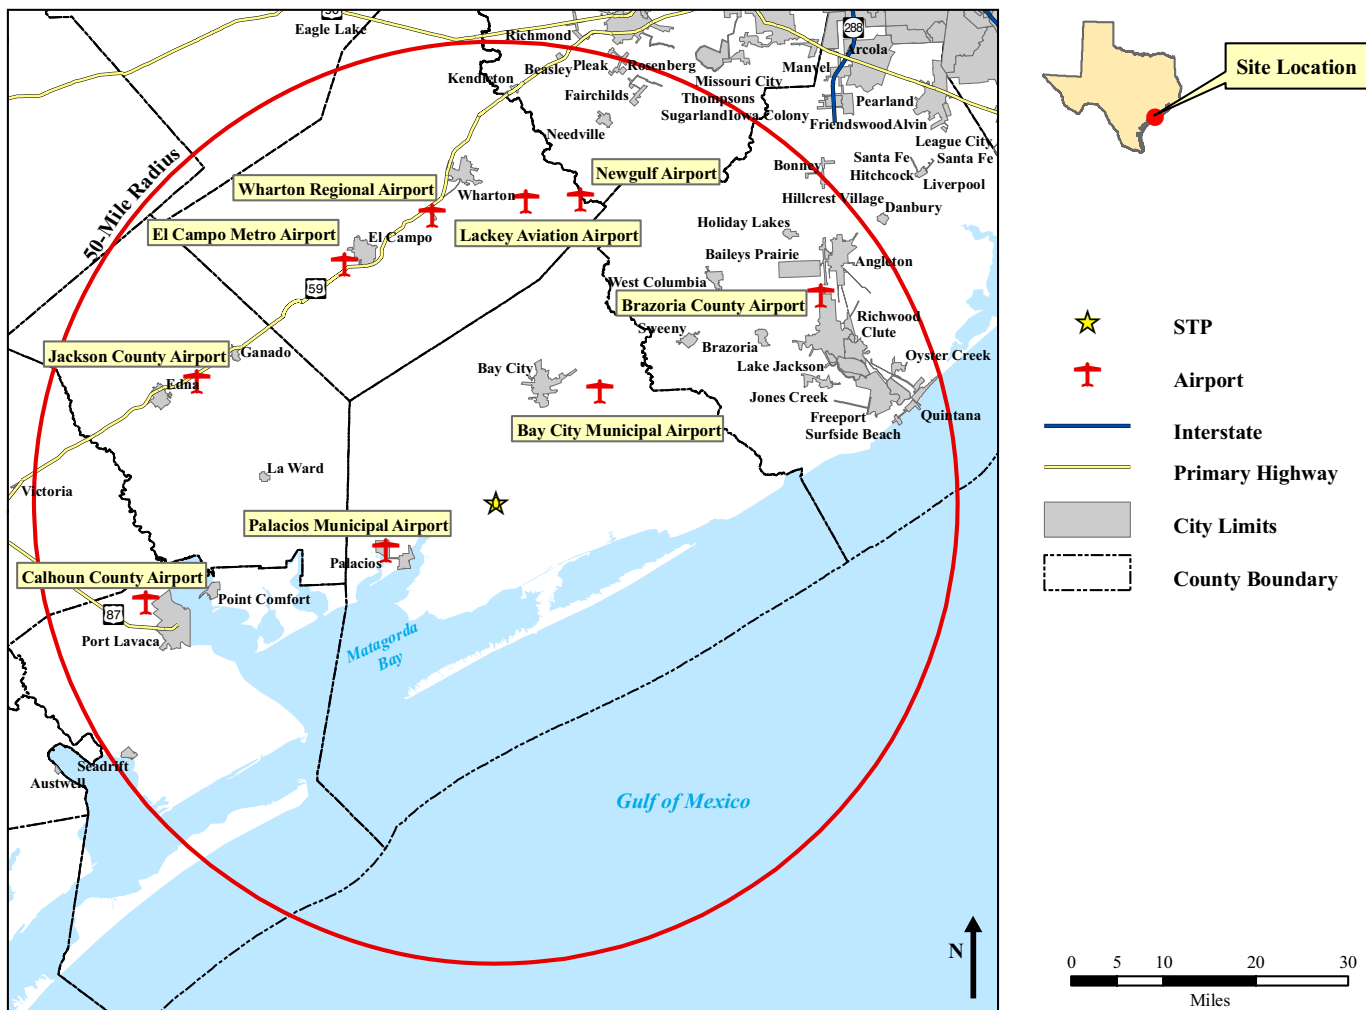 Eagle Lake
Richmond
288
Arcola
Beasley
Pleak
Rosenberg
Manvel
Kendleton
Missouri City
Fairchilds
Thompsons
Pearland
Sugarland
Iowa Colony
Needville
Friendswood
Alvin
League City
50-Mile Radius
Newgulf Airport
Bonney
Santa Fe
Santa Fe
Hitchcock
Liverpool
Wharton Regional Airport
Wharton
Hillcrest Village
Danbury
El Campo Metro Airport
El Campo
Lackey Aviation Airport
Holiday Lakes
Baileys Prairie
Angleton
59
West Columbia
Brazoria County Airport
Richwood
Clute
Sweeny
Brazoria
Jackson County Airport
Ganado
Oyster Creek
Lake Jackson
Bay City
Edna
Jones Creek
Freeport
Quintana
Surfside Beach
Bay City Municipal Airport
La Ward
Victoria
Palacios Municipal Airport
Palacios
Calhoun County Airport
Point Comfort
87
Port Lavaca
Matagorda
Bay
Seadrift
Austwell
Gulf of Mexico
N
Site Location
STP
Airport
Interstate
Primary Highway
City Limits
County Boundary
0 5 10 20 30
Miles